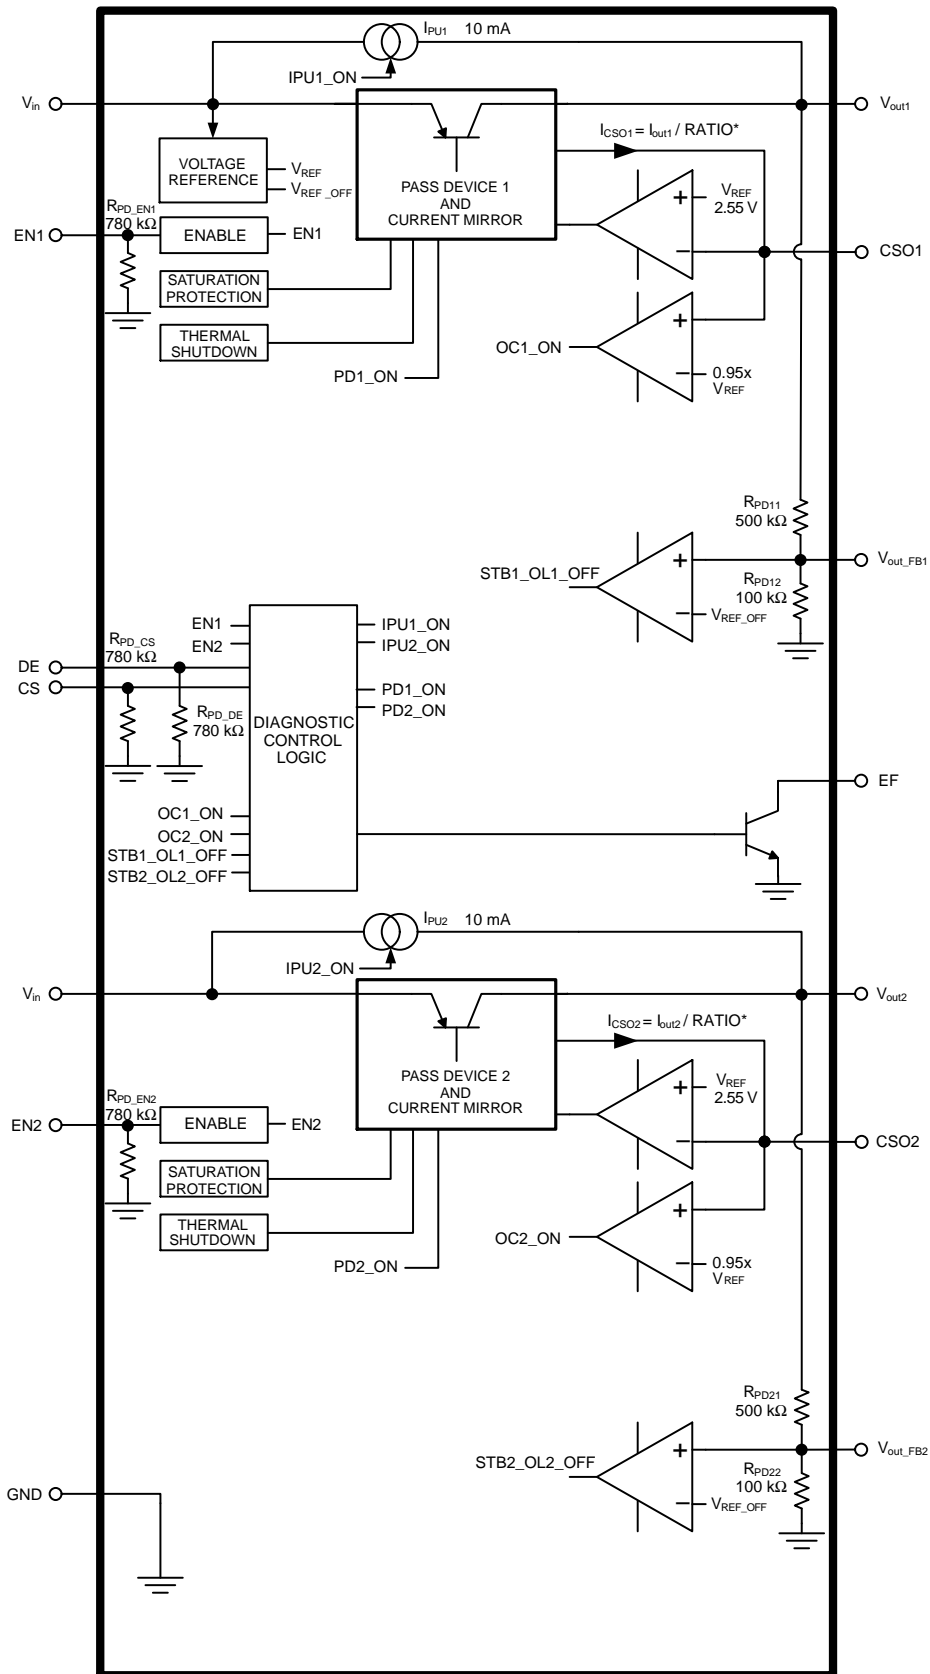 IPU1 10 mA
IPU1_ON
Vin
Vout1
ICSO1 = Iout1 / RATIO*
VOLTAGE
REFERENCE
VREF
VREF_OFF
PASS DEVICE 1
AND
CURRENT MIRROR
VREF
2.55 V
RPD_EN1
780 kΩ
EN1
ENABLE
EN1
CSO1
SATURATION
PROTECTION
THERMAL
SHUTDOWN
OC1_ON
PD1_ON
0.95x
VREF
RPD11
500 kΩ
Vout_FB1
STB1_OL1_OFF
RPD12
100 kΩ
VREF_OFF
EN1
EN2
IPU1_ON
IPU2_ON
RPD_CS
780 kΩ
DE
CS
PD1_ON
PD2_ON
RPD_DE
780 kΩ
DIAGNOSTIC
CONTROL
LOGIC
EF
OC1_ON
OC2_ON
STB1_OL1_OFF
STB2_OL2_OFF
IPU2 10 mA
IPU2_ON
Vin
Vout2
ICSO2 = Iout2 / RATIO*
PASS DEVICE 2
AND
CURRENT MIRROR
VREF
2.55 V
RPD_EN2
780 kΩ
EN2
ENABLE
EN2
CSO2
SATURATION
PROTECTION
THERMAL
SHUTDOWN
OC2_ON
PD2_ON
0.95x
VREF
RPD21
500 kΩ
Vout_FB2
STB2_OL2_OFF
RPD22
100 kΩ
VREF_OFF
GND